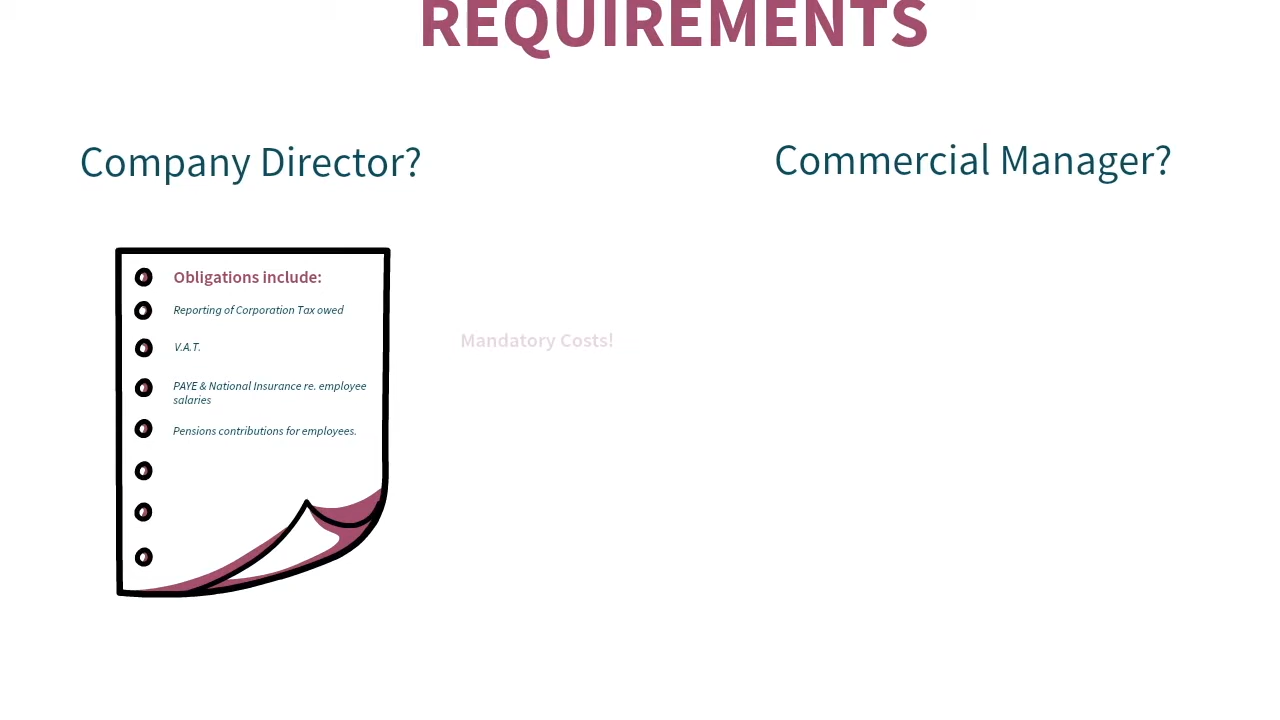 REQUIREMENTS
Company Director?
Commercial Manager?
Obligations include:
Reporting of Corporation Tax owed
V.A.T.
PAYE & National Insurance re. employee
salaries
Pensions contributions for employees.
Mandatory Costs!